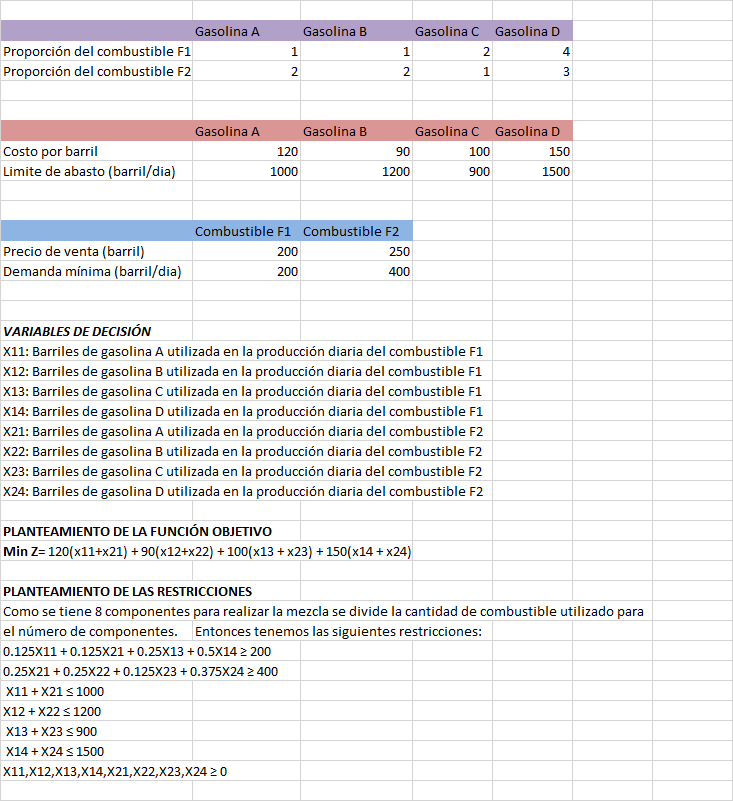 Gasolina A Gasolina B Gasolina C Gasolina D
Proporción del combustible F1 1 1 2 4
Proporción del combustible F2 2 2 1 3
Gasolina A Gasolina B Gasolina C Gasolina D
Costo por barril 120 90 100 150
Limite de abasto (barril/dia) 1000 1200 900 1500
Combustible F1 Combustible F2
Precio de venta (barril) 200 250
Demanda mínima (barril/dia) 200 400
VARIABLES DE DECISIÓN
X11: Barriles de gasolina A utilizada en la producción diaria del combustible F1
X12: Barriles de gasolina B utilizada en la producción diaria del combustible F1
X13: Barriles de gasolina C utilizada en la producción diaria del combustible F1
X14: Barriles de gasolina D utilizada en la producción diaria del combustible F1
X21: Barriles de gasolina A utilizada en la producción diaria del combustible F2
X22: Barriles de gasolina B utilizada en la producción diaria del combustible F2
X23: Barriles de gasolina C utilizada en la producción diaria del combustible F2
X24: Barriles de gasolina D utilizada en la producción diaria del combustible F2
PLANTEAMIENTO DE LA FUNCIÓN OBJETIVO
Min Z= 120(x11+x21) + 90(x12+x22) + 100(x13 + x23) + 150(x14 + x24)
PLANTEAMIENTO DE LAS RESTRICCIONES
Como se tiene 8 componentes para realizar la mezcla se divide la cantidad de combustible utilizado para
el número de componentes. Entonces tenemos las siguientes restricciones:
0.125X11 + 0.125X21 + 0.25X13 + 0.5X14 ≥ 200
0.25X21 + 0.25X22 + 0.125X23 + 0.375X24 ≥ 400
X11 + X21 ≤ 1000
X12 + X22 ≤ 1200
X13 + X23 ≤ 900
X14 + X24 ≤ 1500
X11,X12,X13,X14,X21,X22,X23,X24 ≥ 0